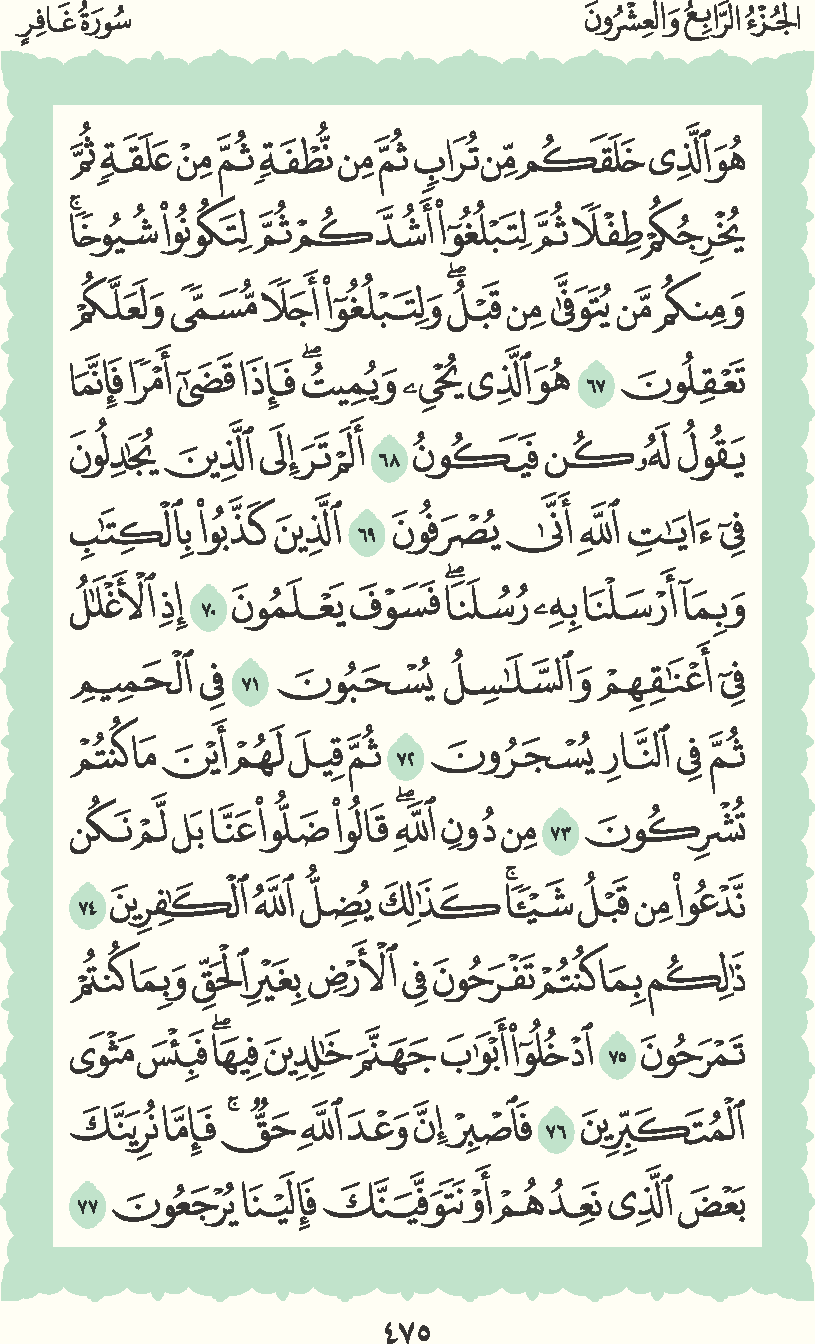 الجُزْءُ الرَّابِعُ وَالعِشْرُونَ
سُورَةُ غَافِرٍ
هُوَ ٱلَّذِى خَلَقَكُم مِّن تُرَابٍ ثُمَّ مِن نُّطْفَةٍ ثُمَّ مِنْ عَلَقَةٍ ثُمَّ
يُخْرِجُكُمْ طِفْلًا ثُمَّ لِتَبْلُغُوٓا۟ أَشُدَّكُمْ ثُمَّ لِتَكُونُوا۟ شُيُوخًا ۚ
وَمِنكُم مَّن يُتَوَفَّىٰ مِن قَبْلُ ۖ وَلِتَبْلُغُوٓا۟ أَجَلًا مُّسَمًّى وَلَعَلَّكُمْ
تَعْقِلُونَ ٦٧ هُوَ ٱلَّذِى يُحْىِۦ وَيُمِيتُ ۖ فَإِذَا قَضَىٰٓ أَمْرًا فَإِنَّمَا
يَقُولُ لَهُۥ كُن فَيَكُونُ ٦٨ أَلَمْ تَرَ إِلَى ٱلَّذِينَ يُجَٰدِلُونَ
فِىٓ ءَايَٰتِ ٱللَّهِ أَنَّىٰ يُصْرَفُونَ ٦٩ ٱلَّذِينَ كَذَّبُوا۟ بِٱلْكِتَٰبِ
وَبِمَآ أَرْسَلْنَا بِهِۦ رُسُلَنَا ۖ فَسَوْفَ يَعْلَمُونَ ٧٠ إِذِ ٱلْأَغْلَٰلُ
فِىٓ أَعْنَٰقِهِمْ وَٱلسَّلَٰسِلُ يُسْحَبُونَ ٧١ فِى ٱلْحَمِيمِ
ثُمَّ فِى ٱلنَّارِ يُسْجَرُونَ ٧٢ ثُمَّ قِيلَ لَهُمْ أَيْنَ مَا كُنتُمْ
تُشْرِكُونَ ٧٣ مِن دُونِ ٱللَّهِ ۖ قَالُوا۟ ضَلُّوا۟ عَنَّا بَل لَّمْ نَكُن
نَّدْعُوا۟ مِن قَبْلُ شَيْـًٔا ۚ كَذَٰلِكَ يُضِلُّ ٱللَّهُ ٱلْكَٰفِرِينَ ٧٤
ذَٰلِكُم بِمَا كُنتُمْ تَفْرَحُونَ فِى ٱلْأَرْضِ بِغَيْرِ ٱلْحَقِّ وَبِمَا كُنتُمْ
تَمْرَحُونَ ٧٥ ٱدْخُلُوٓا۟ أَبْوَٰبَ جَهَنَّمَ خَٰلِدِينَ فِيهَا ۖ فَبِئْسَ مَثْوَى
ٱلْمُتَكَبِّرِينَ ٧٦ فَٱصْبِرْ إِنَّ وَعْدَ ٱللَّهِ حَقٌّ ۚ فَإِمَّا نُرِيَنَّكَ
بَعْضَ ٱلَّذِى نَعِدُهُمْ أَوْ نَتَوَفَّيَنَّكَ فَإِلَيْنَا يُرْجَعُونَ ٧٧
٤٧٥